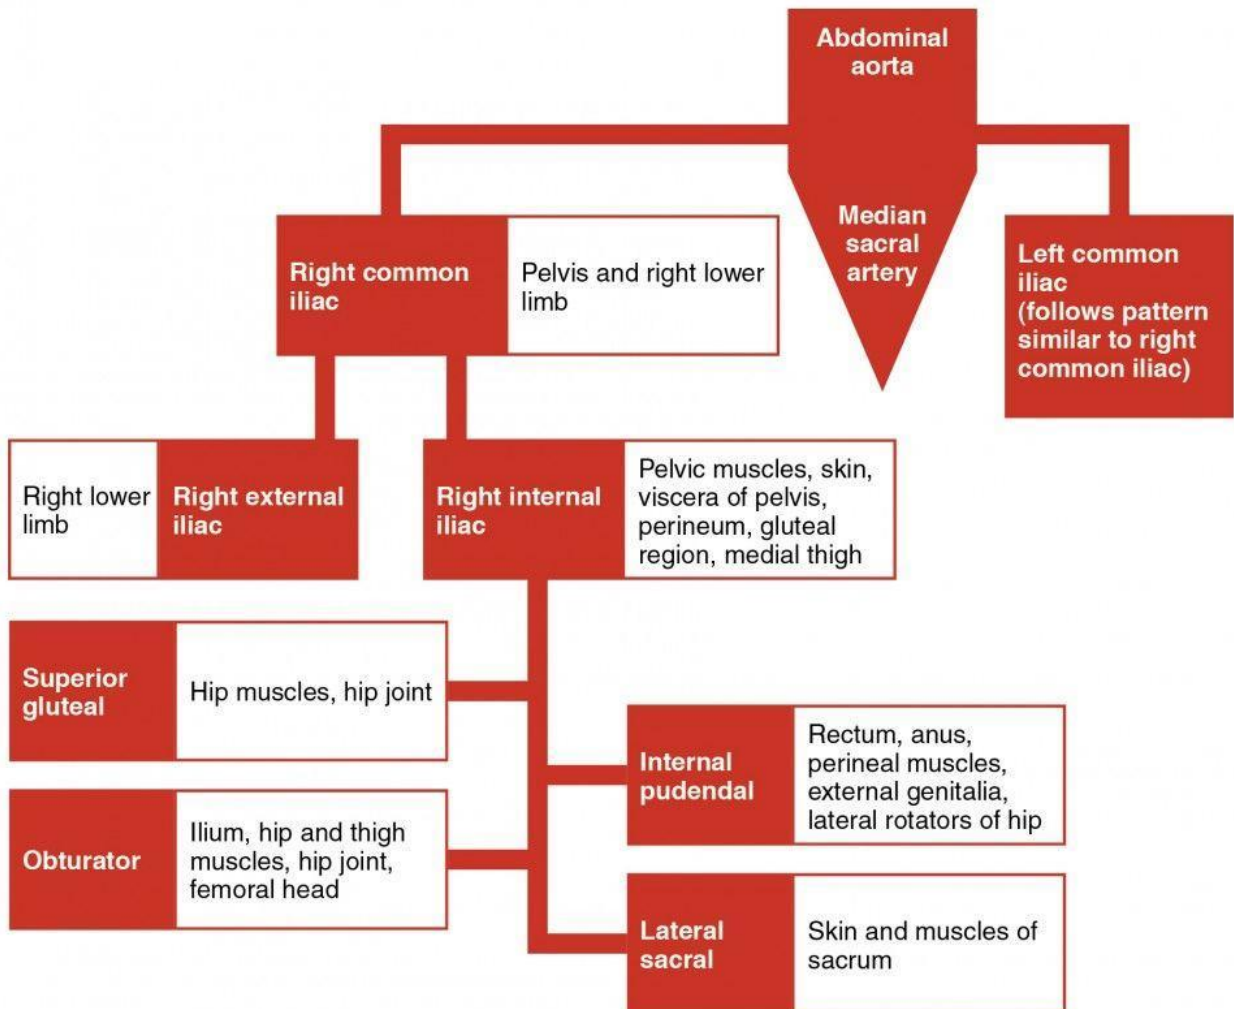 Abdominal
aorta
Median
sacral
artery
Right common
iliac
Pelvis and right lower
limb
Left common
iliac
(follows pattern
similar to right
common iliac)
Right lower
limb
Right external
iliac
Right internal
iliac
Pelvic muscles, skin,
viscera of pelvis,
perineum, gluteal
region, medial thigh
Superior
gluteal
Hip muscles, hip joint
Internal
pudendal
Rectum, anus,
perineal muscles,
external genitalia,
lateral rotators of hip
Obturator
Ilium, hip and thigh
muscles, hip joint,
femoral head
Lateral
sacral
Skin and muscles of
sacrum